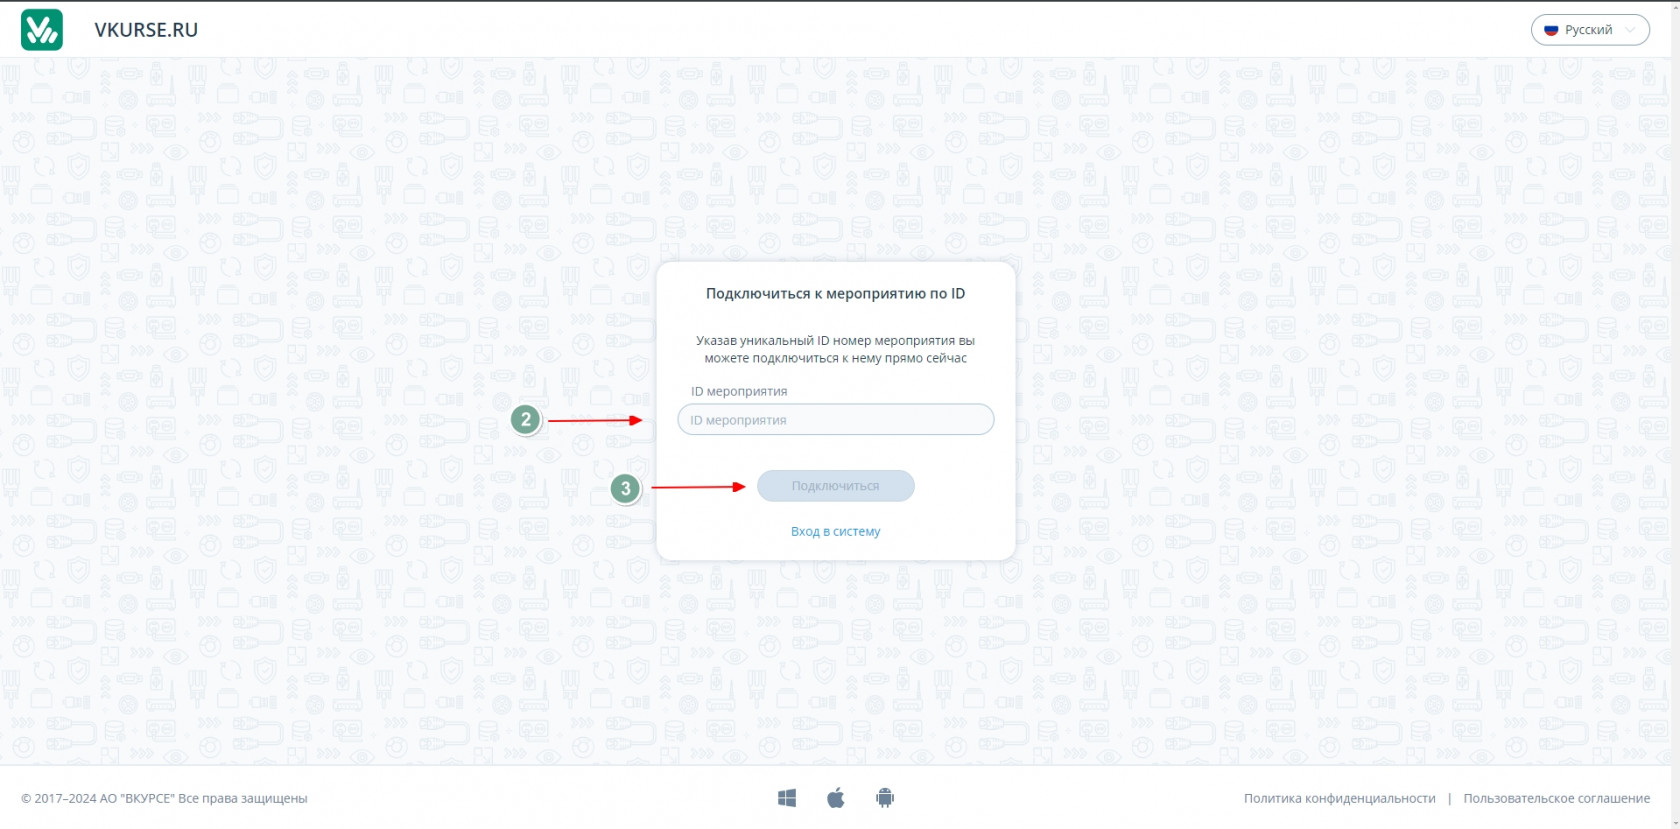 VKURSE.RU
Русский
Подключиться к мероприятию по ID
Указав уникальный ID номер мероприятия вы
можете подключиться к нему прямо сейчас
ID мероприятия
2
ID мероприятия
3
Подключиться
Вход в систему
© 2017–2024 АО "ВКУРСЕ" Все права защищены
Политика конфиденциальности | Пользовательское соглашение